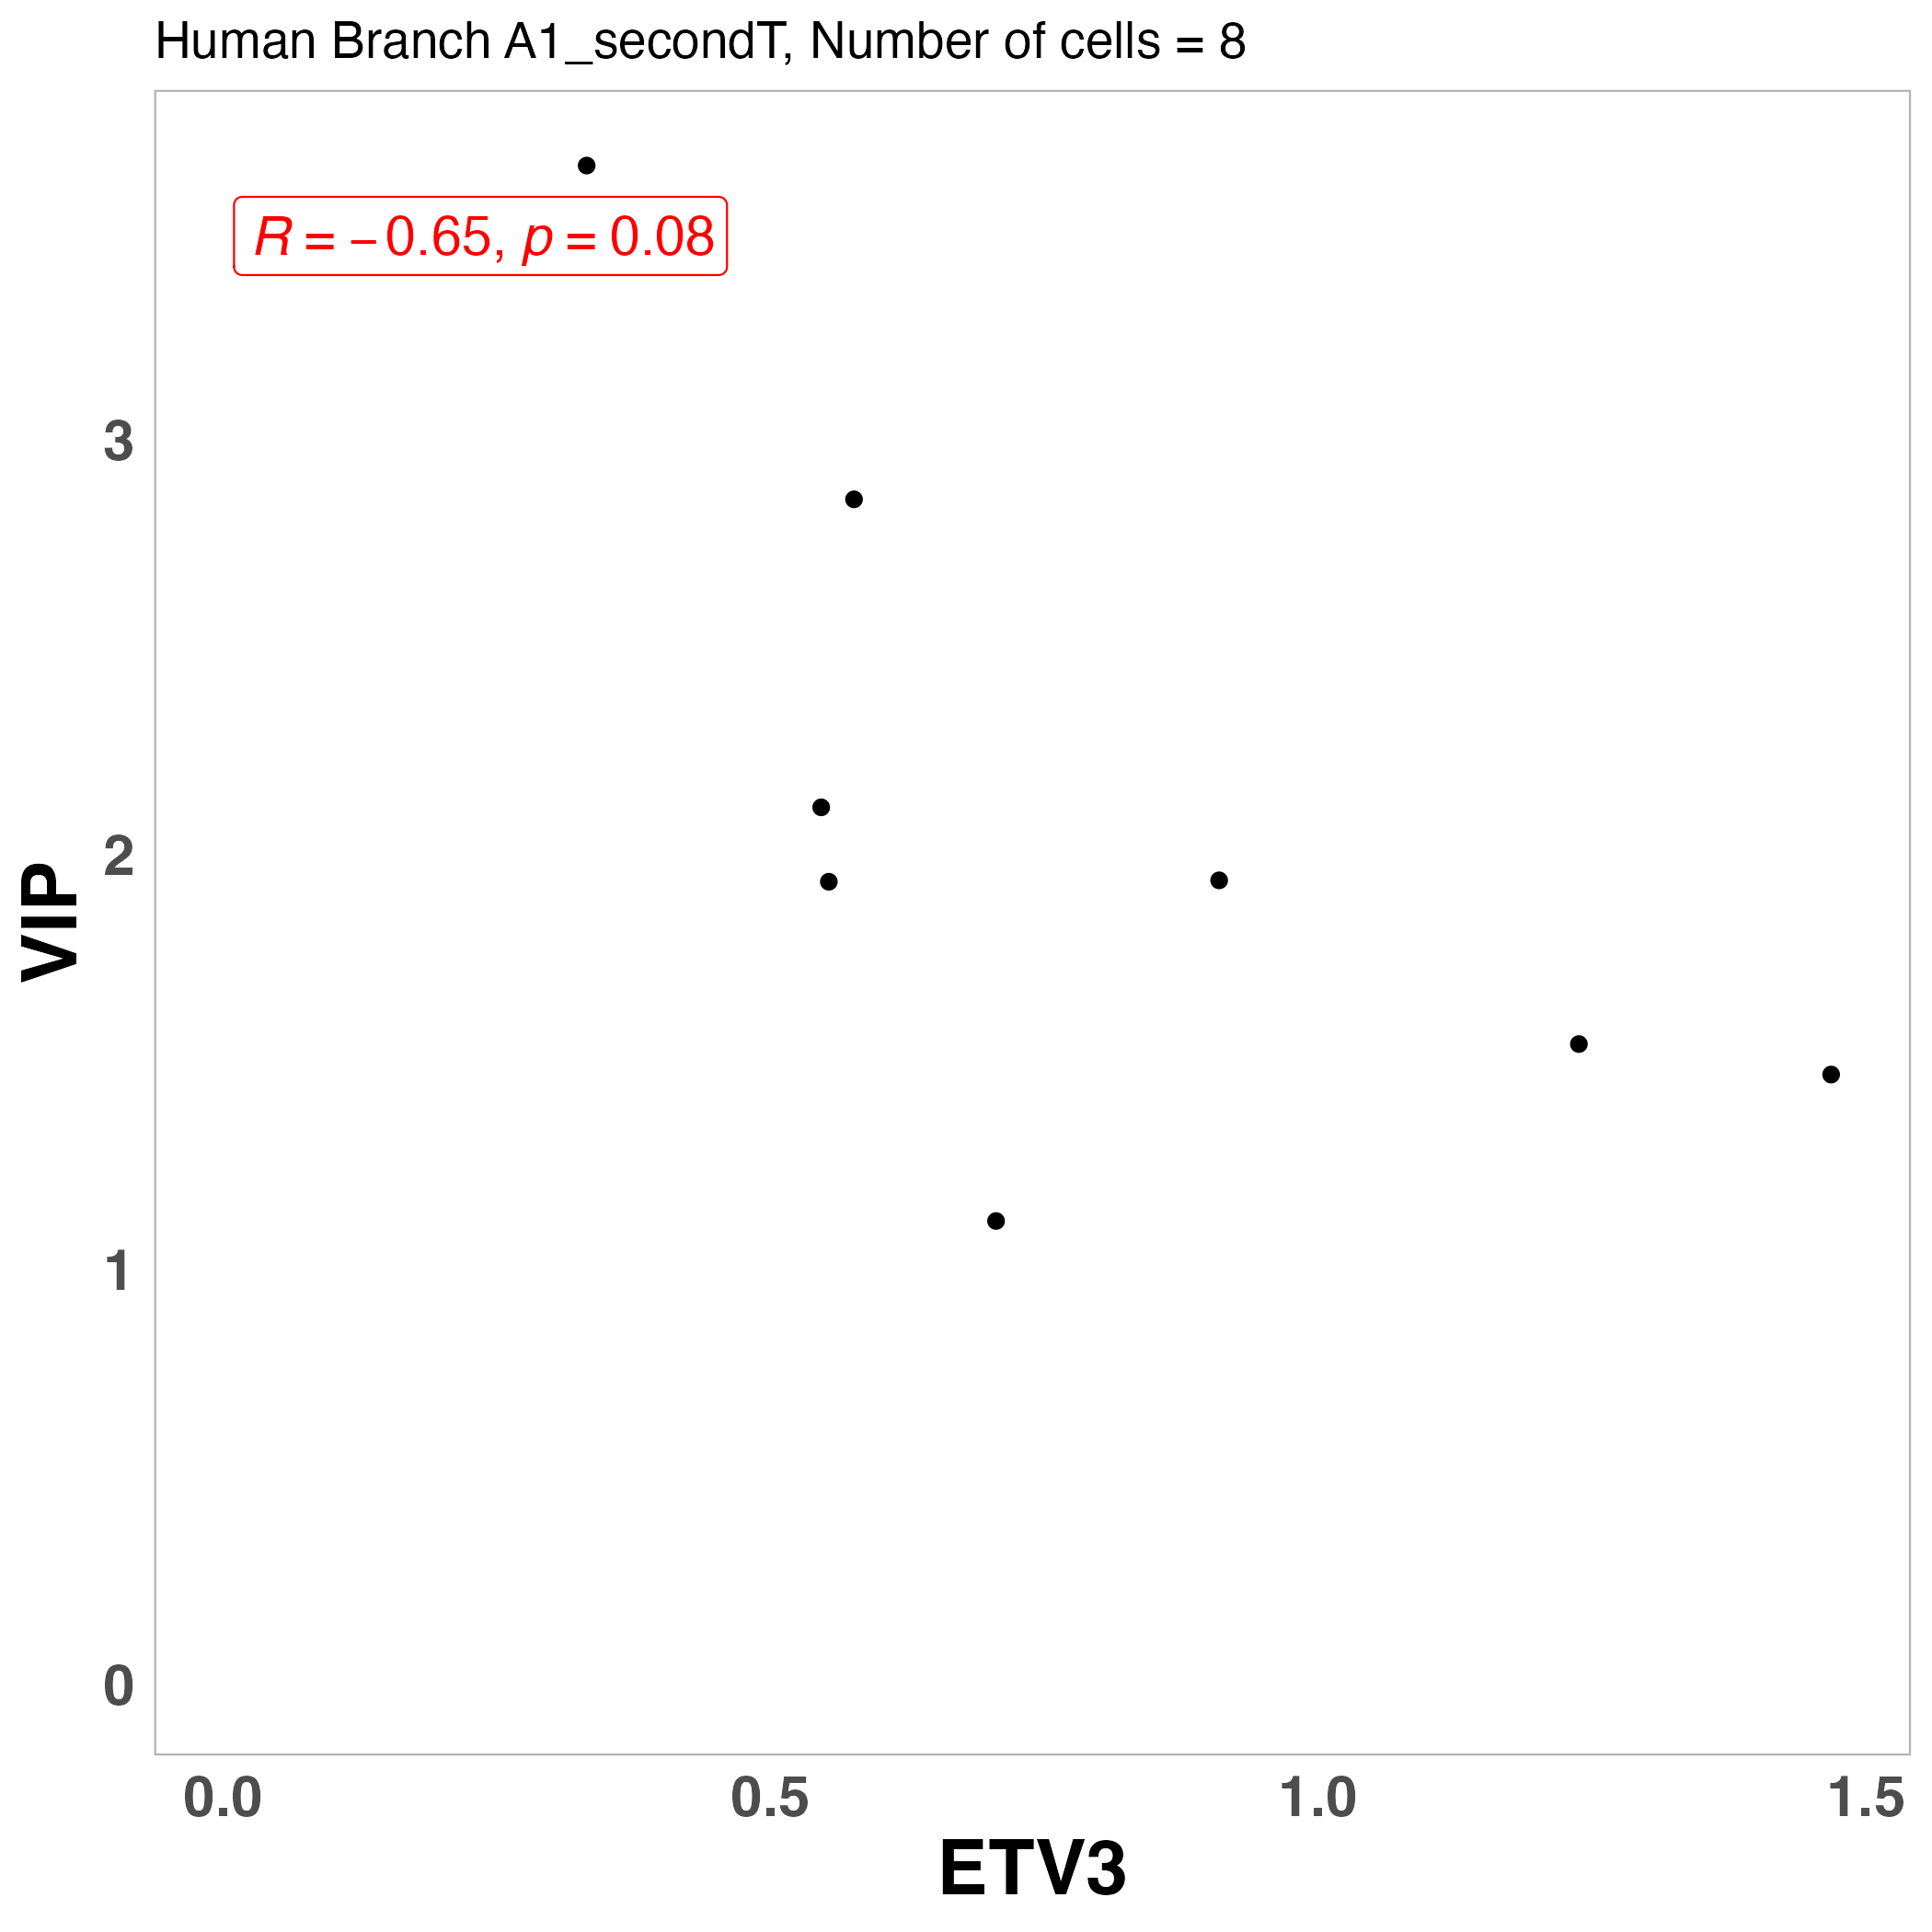 Human Branch A1_secondT, Number of cells = 8
R = −0.65, p = 0.08
3
2
1
0
VIP
0.0 0.5 1.0 1.5
ETV3